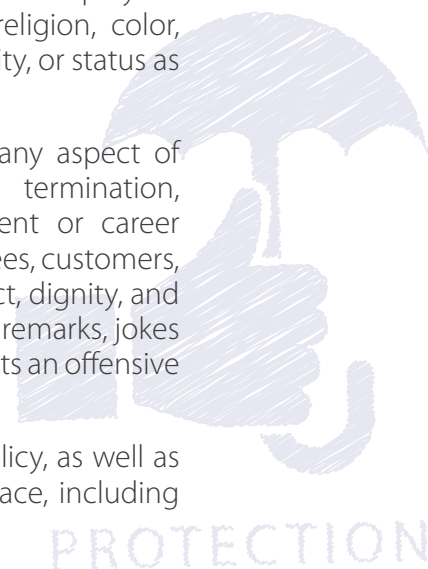 religion, color,
ity, or status as
any aspect of
termination,
ent or career
ees, customers,
ct, dignity, and
remarks, jokes
ts an offensive
licy, as well as
ace, including
PROTECTION